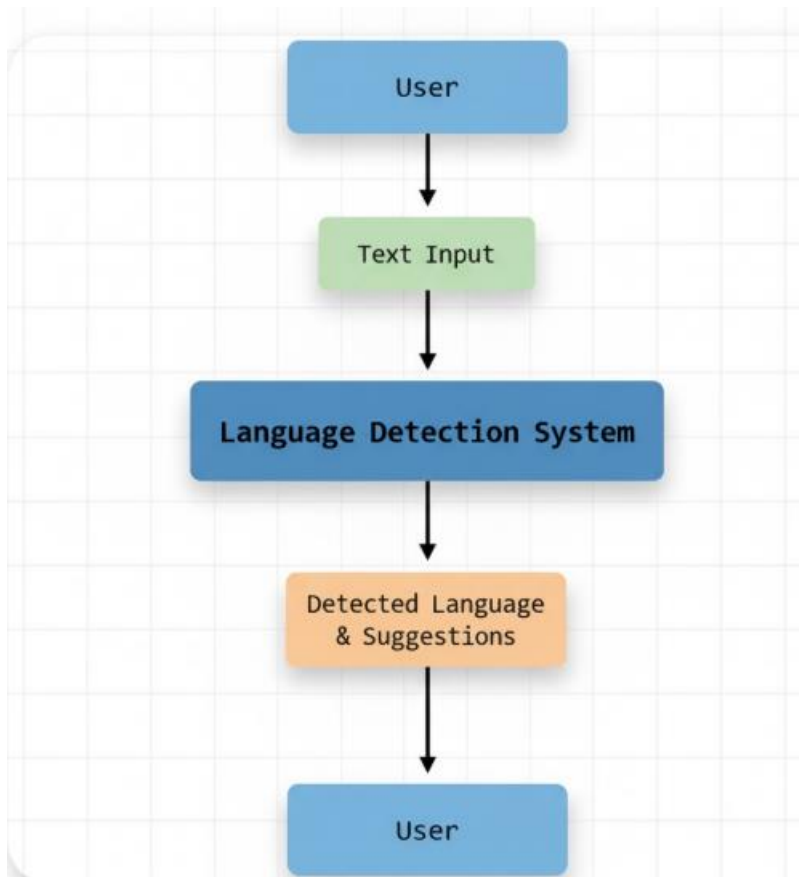 User
Text Input
Language Detection System
Detected Language
& Suggestions
User